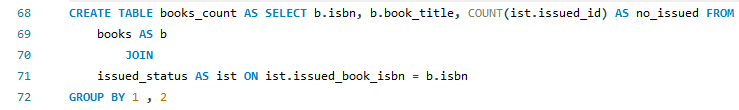 68 CREATE TABLE books_count AS SELECT b.isbn, b.book_title, COUNT(ist.issued_id) AS no_issued FROM
69 books AS b
70 JOIN
71 issued_status AS ist ON ist.issued_book_isbn = b.isbn
72 GROUP BY 1 , 2